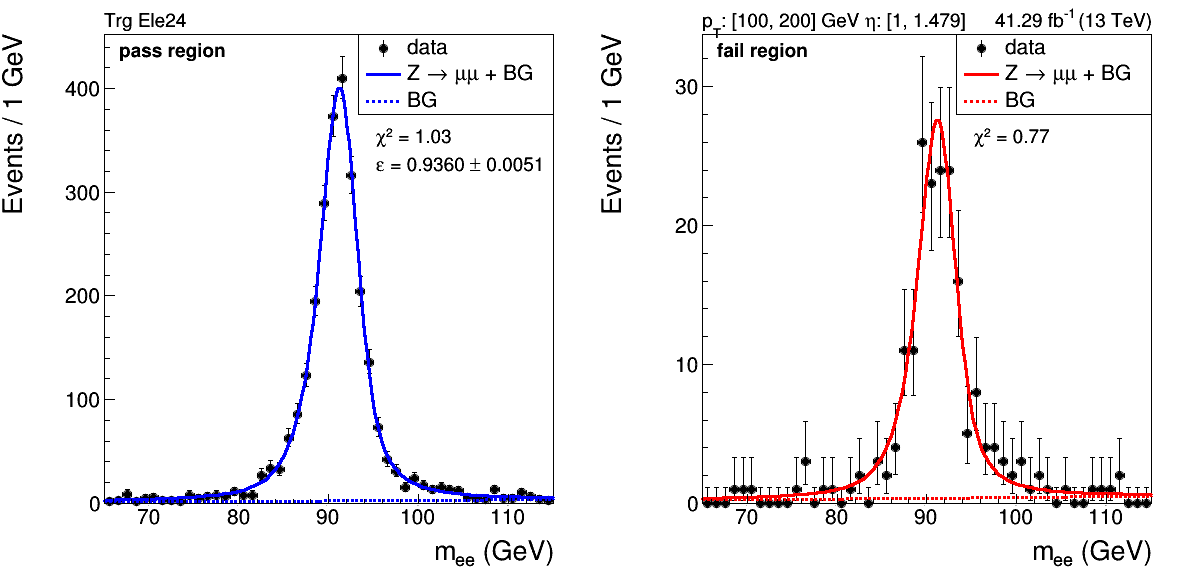 Trg Ele24
pass region
data
Z → μμ + BG
BG
χ² = 1.03
ε = 0.9360 ± 0.0051
Events / 1 GeV
400
300
200
100
0
70 80 90 100 110
mₑₑ (GeV)
p_T: [100, 200] GeV η: [1, 1.479] 41.29 fb⁻¹ (13 TeV)
fail region
data
Z → μμ + BG
BG
χ² = 0.77
Events / 1 GeV
30
20
10
0
70 80 90 100 110
mₑₑ (GeV)